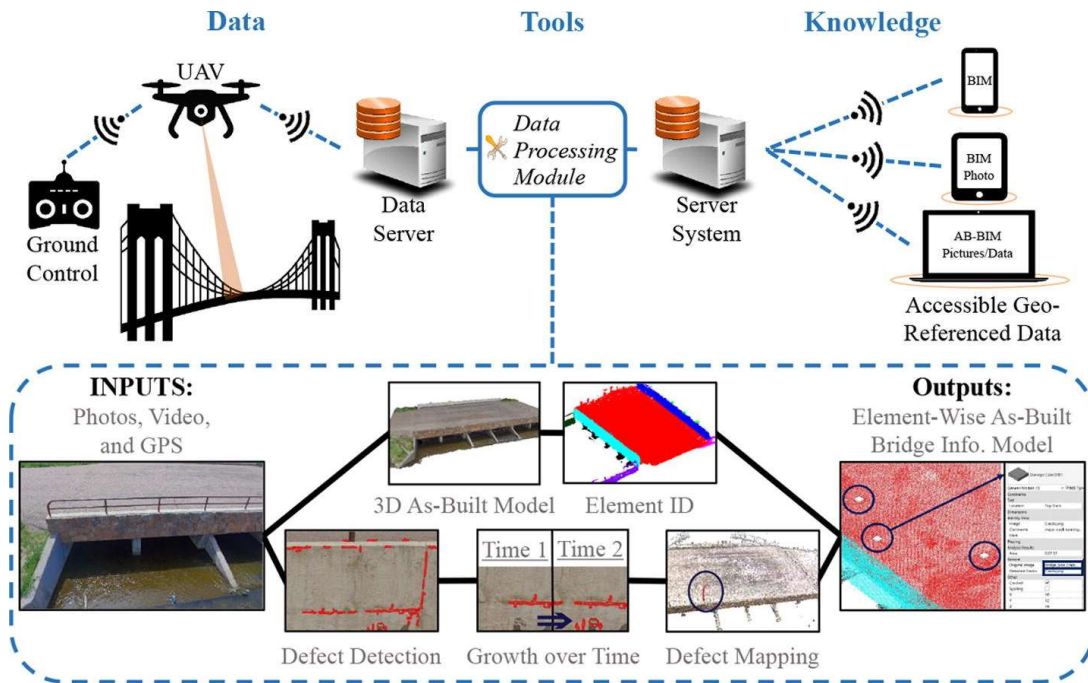 Data
Tools
Knowledge
UAV
Ground
Control
Data
Server
Data
Processing
Module
Server
System
BIM
BIM
Photo
AB-BIM
Pictures/Data
Accessible Geo-
Referenced Data
INPUTS:
Photos, Video,
and GPS
3D As-Built Model
Element ID
Defect Detection
Time 1
Time 2
Growth over Time
Defect Mapping
Outputs:
Element-Wise As-Built
Bridge Info. Model